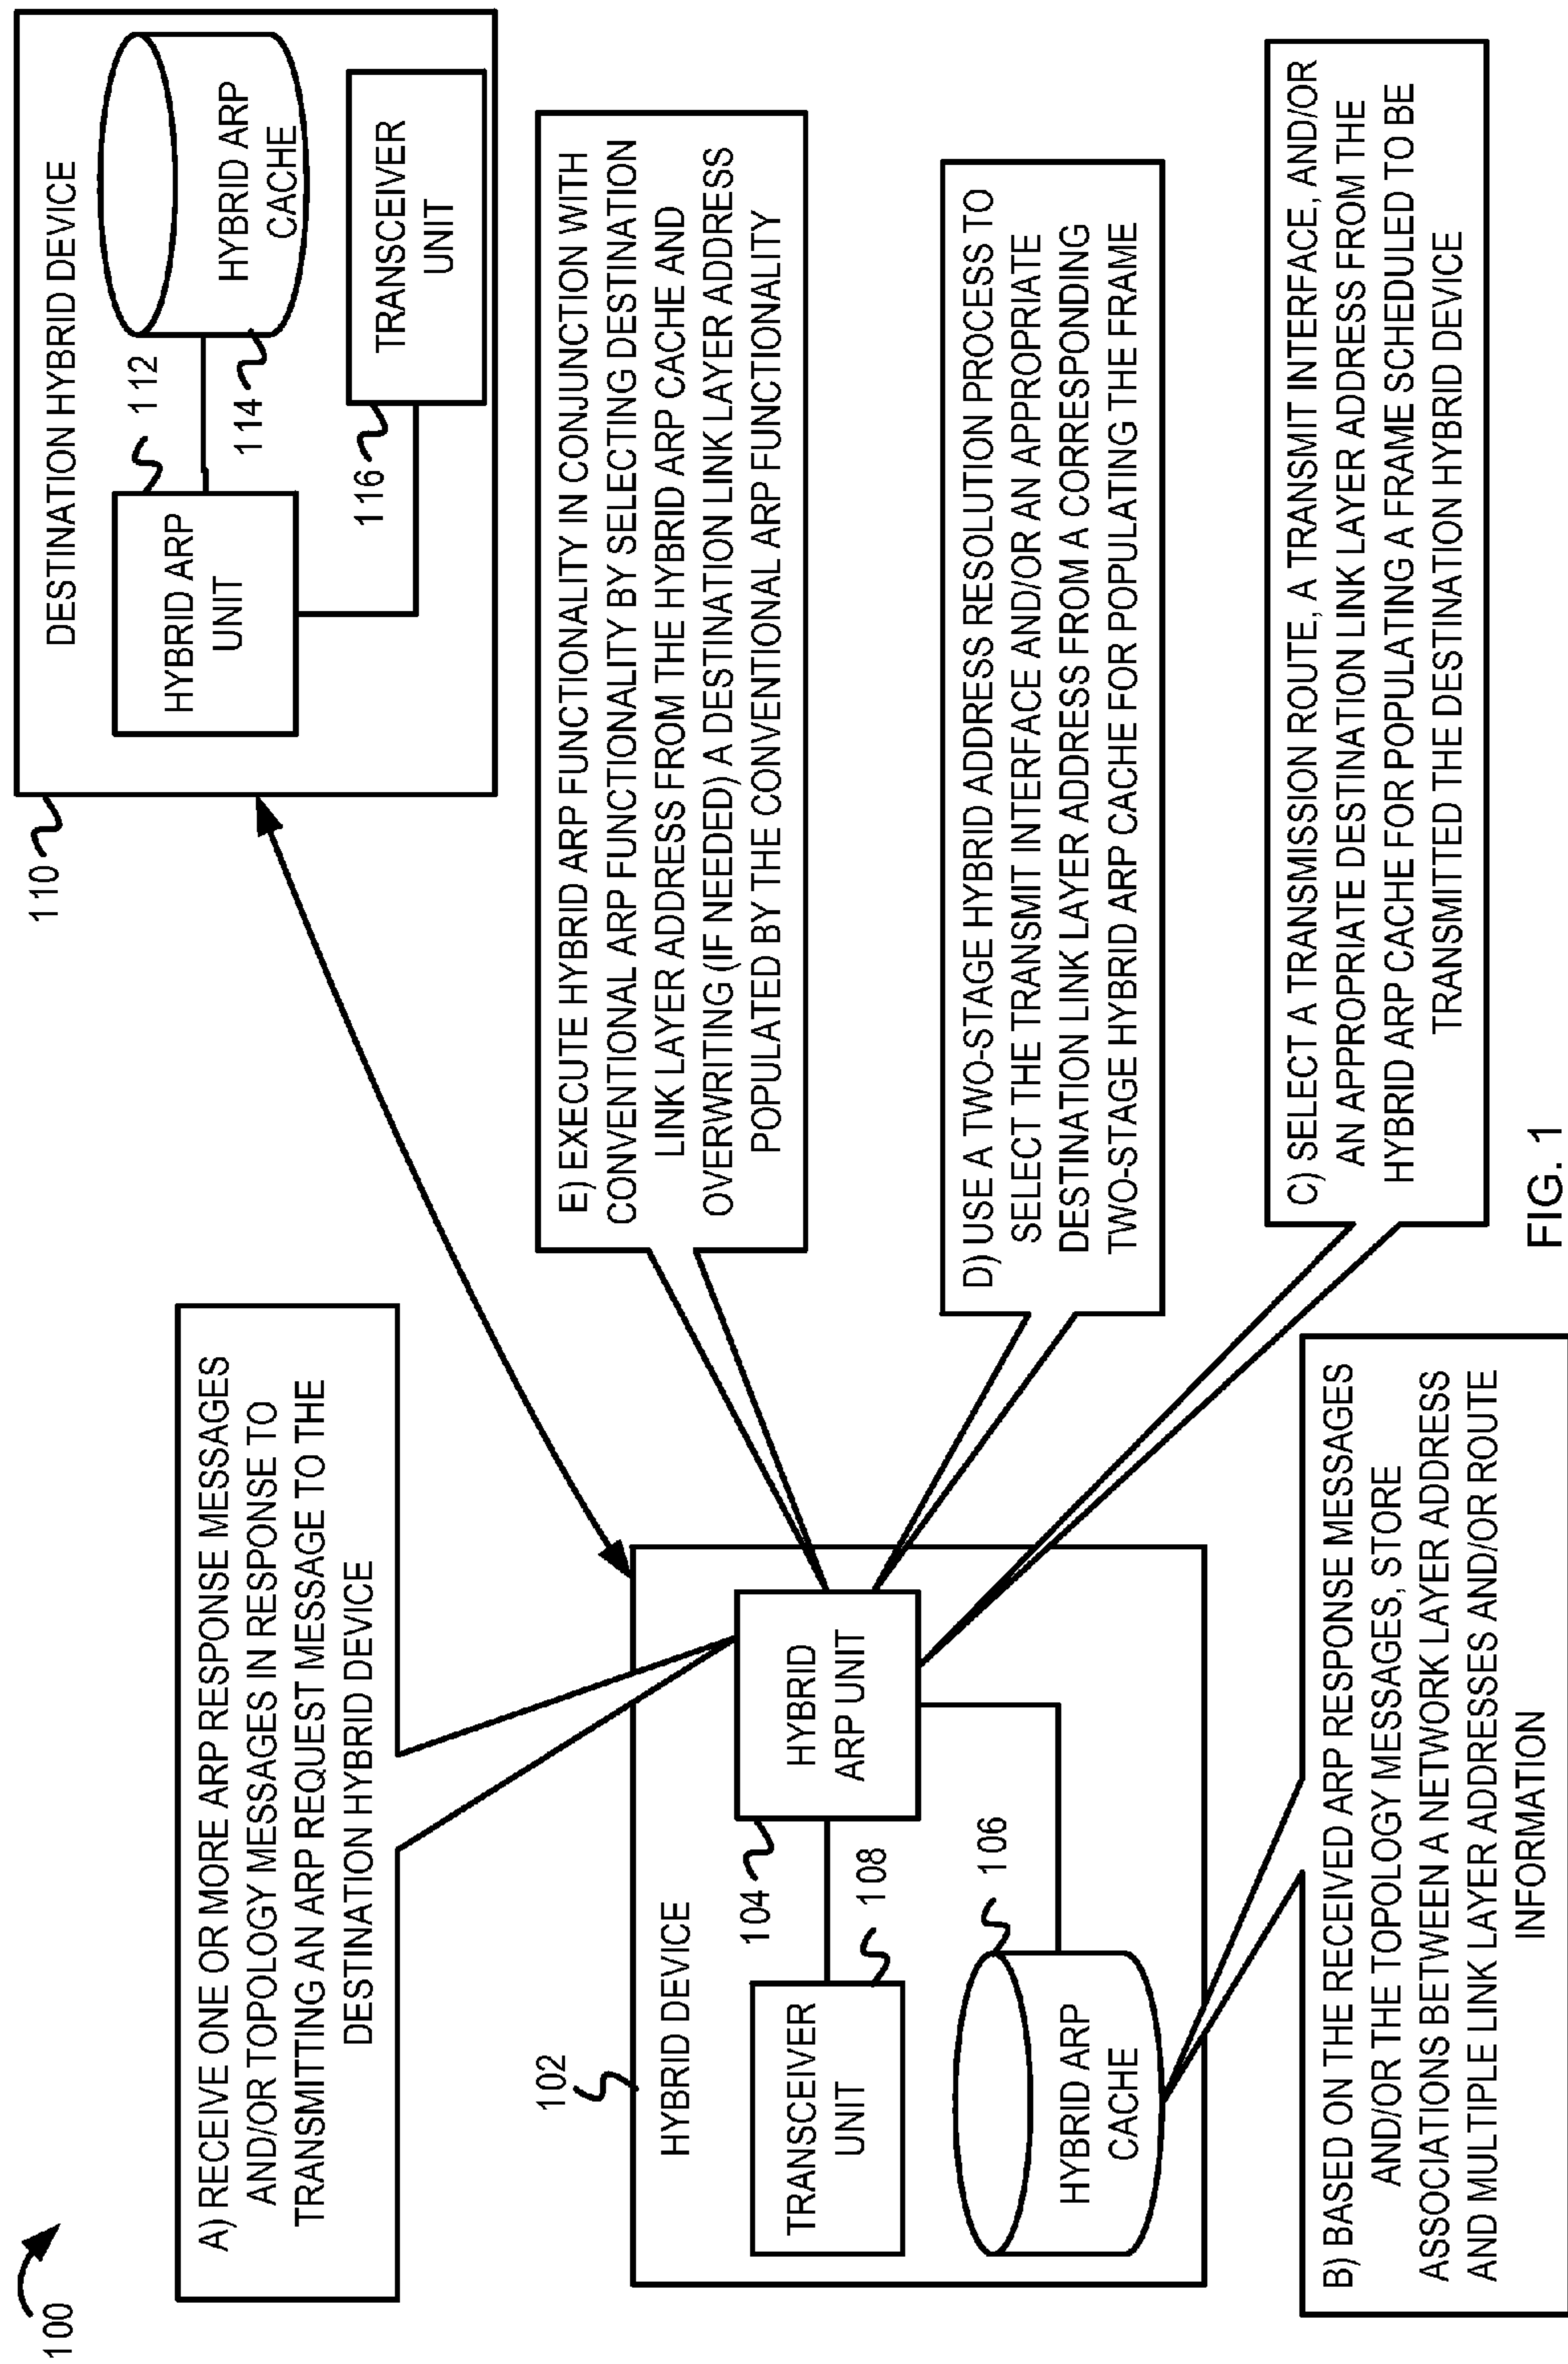 100
A) RECEIVE ONE OR MORE ARP RESPONSE MESSAGES
AND/OR TOPOLOGY MESSAGES IN RESPONSE TO
TRANSMITTING AN ARP REQUEST MESSAGE TO THE
DESTINATION HYBRID DEVICE
110
DESTINATION HYBRID DEVICE
HYBRID ARP
UNIT
112
114
HYBRID ARP
CACHE
116
TRANSCEIVER
UNIT
E) EXECUTE HYBRID ARP FUNCTIONALITY IN CONJUNCTION WITH
CONVENTIONAL ARP FUNCTIONALITY BY SELECTING DESTINATION
LINK LAYER ADDRESS FROM THE HYBRID ARP CACHE AND
OVERWRITING (IF NEEDED) A DESTINATION LINK LAYER ADDRESS
POPULATED BY THE CONVENTIONAL ARP FUNCTIONALITY
102
HYBRID DEVICE
TRANSCEIVER
UNIT
104
108
HYBRID
ARP UNIT
106
HYBRID ARP
CACHE
D) USE A TWO-STAGE HYBRID ADDRESS RESOLUTION PROCESS TO
SELECT THE TRANSMIT INTERFACE AND/OR AN APPROPRIATE
DESTINATION LINK LAYER ADDRESS FROM A CORRESPONDING
TWO-STAGE HYBRID ARP CACHE FOR POPULATING THE FRAME
B) BASED ON THE RECEIVED ARP RESPONSE MESSAGES
AND/OR THE TOPOLOGY MESSAGES, STORE
ASSOCIATIONS BETWEEN A NETWORK LAYER ADDRESS
AND MULTIPLE LINK LAYER ADDRESSES AND/OR ROUTE
INFORMATION
C) SELECT A TRANSMISSION ROUTE, A TRANSMIT INTERFACE, AND/OR
AN APPROPRIATE DESTINATION LINK LAYER ADDRESS FROM THE
HYBRID ARP CACHE FOR POPULATING A FRAME SCHEDULED TO BE
TRANSMITTED THE DESTINATION HYBRID DEVICE
FIG. 1